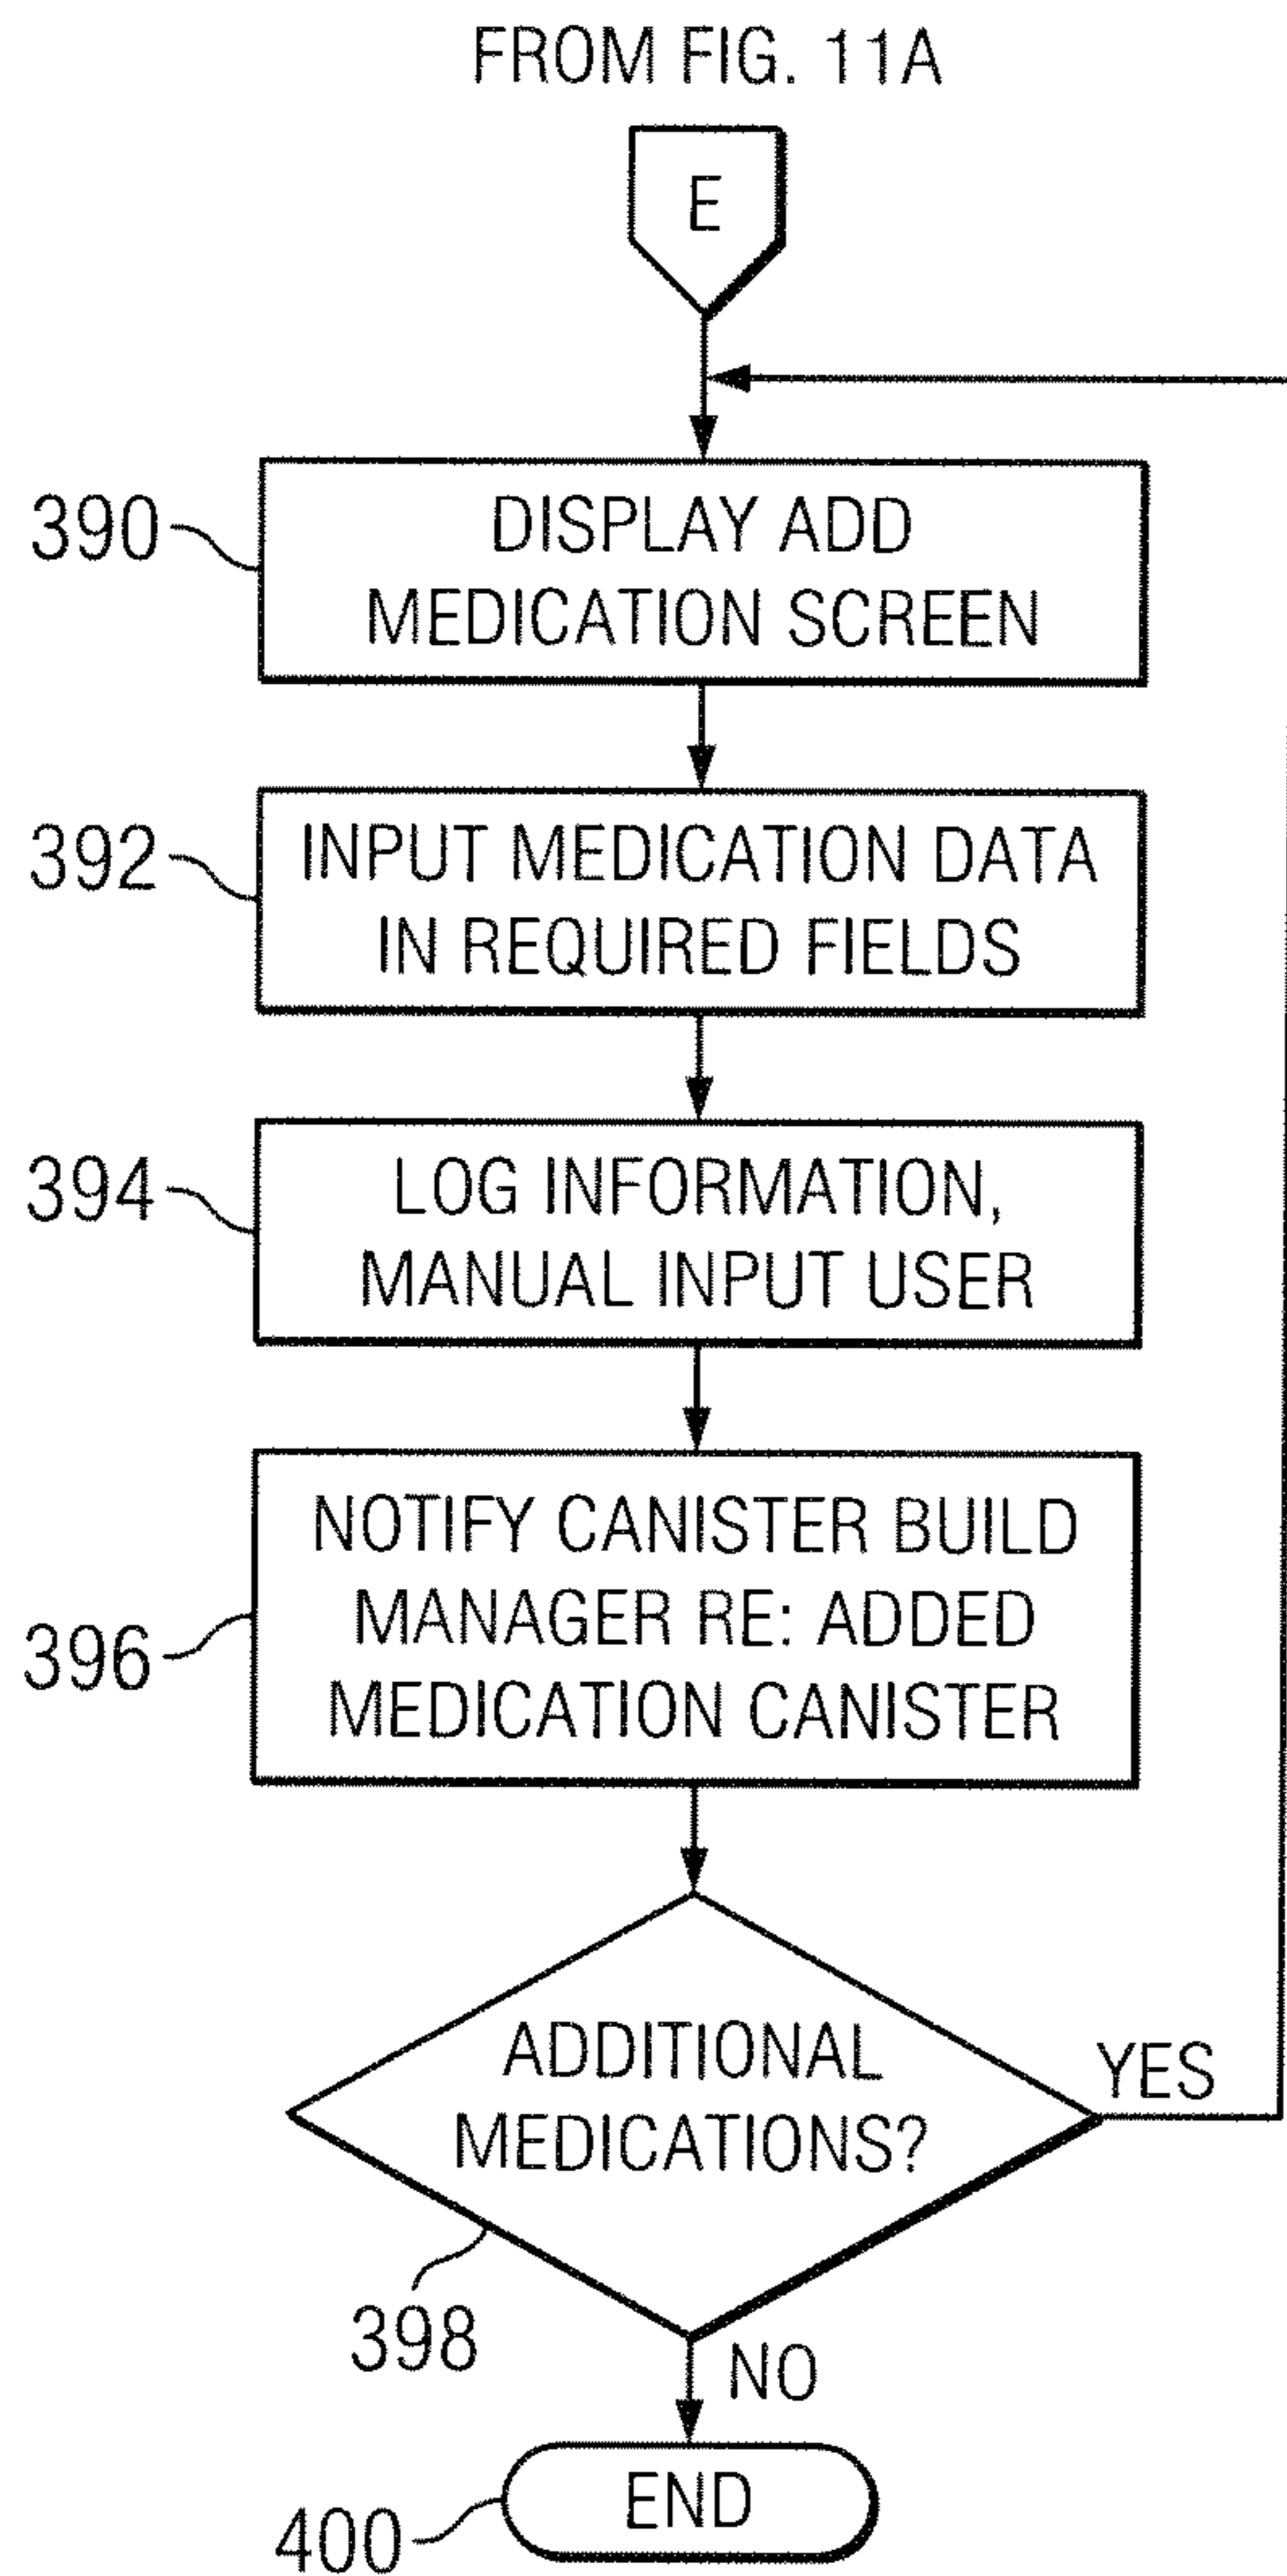 FROM FIG. 11A
E
390
DISPLAY ADD
MEDICATION SCREEN
392
INPUT MEDICATION DATA
IN REQUIRED FIELDS
394
LOG INFORMATION,
MANUAL INPUT USER
396
NOTIFY CANISTER BUILD
MANAGER RE: ADDED
MEDICATION CANISTER
ADDITIONAL
MEDICATIONS?
YES
398
NO
END
400